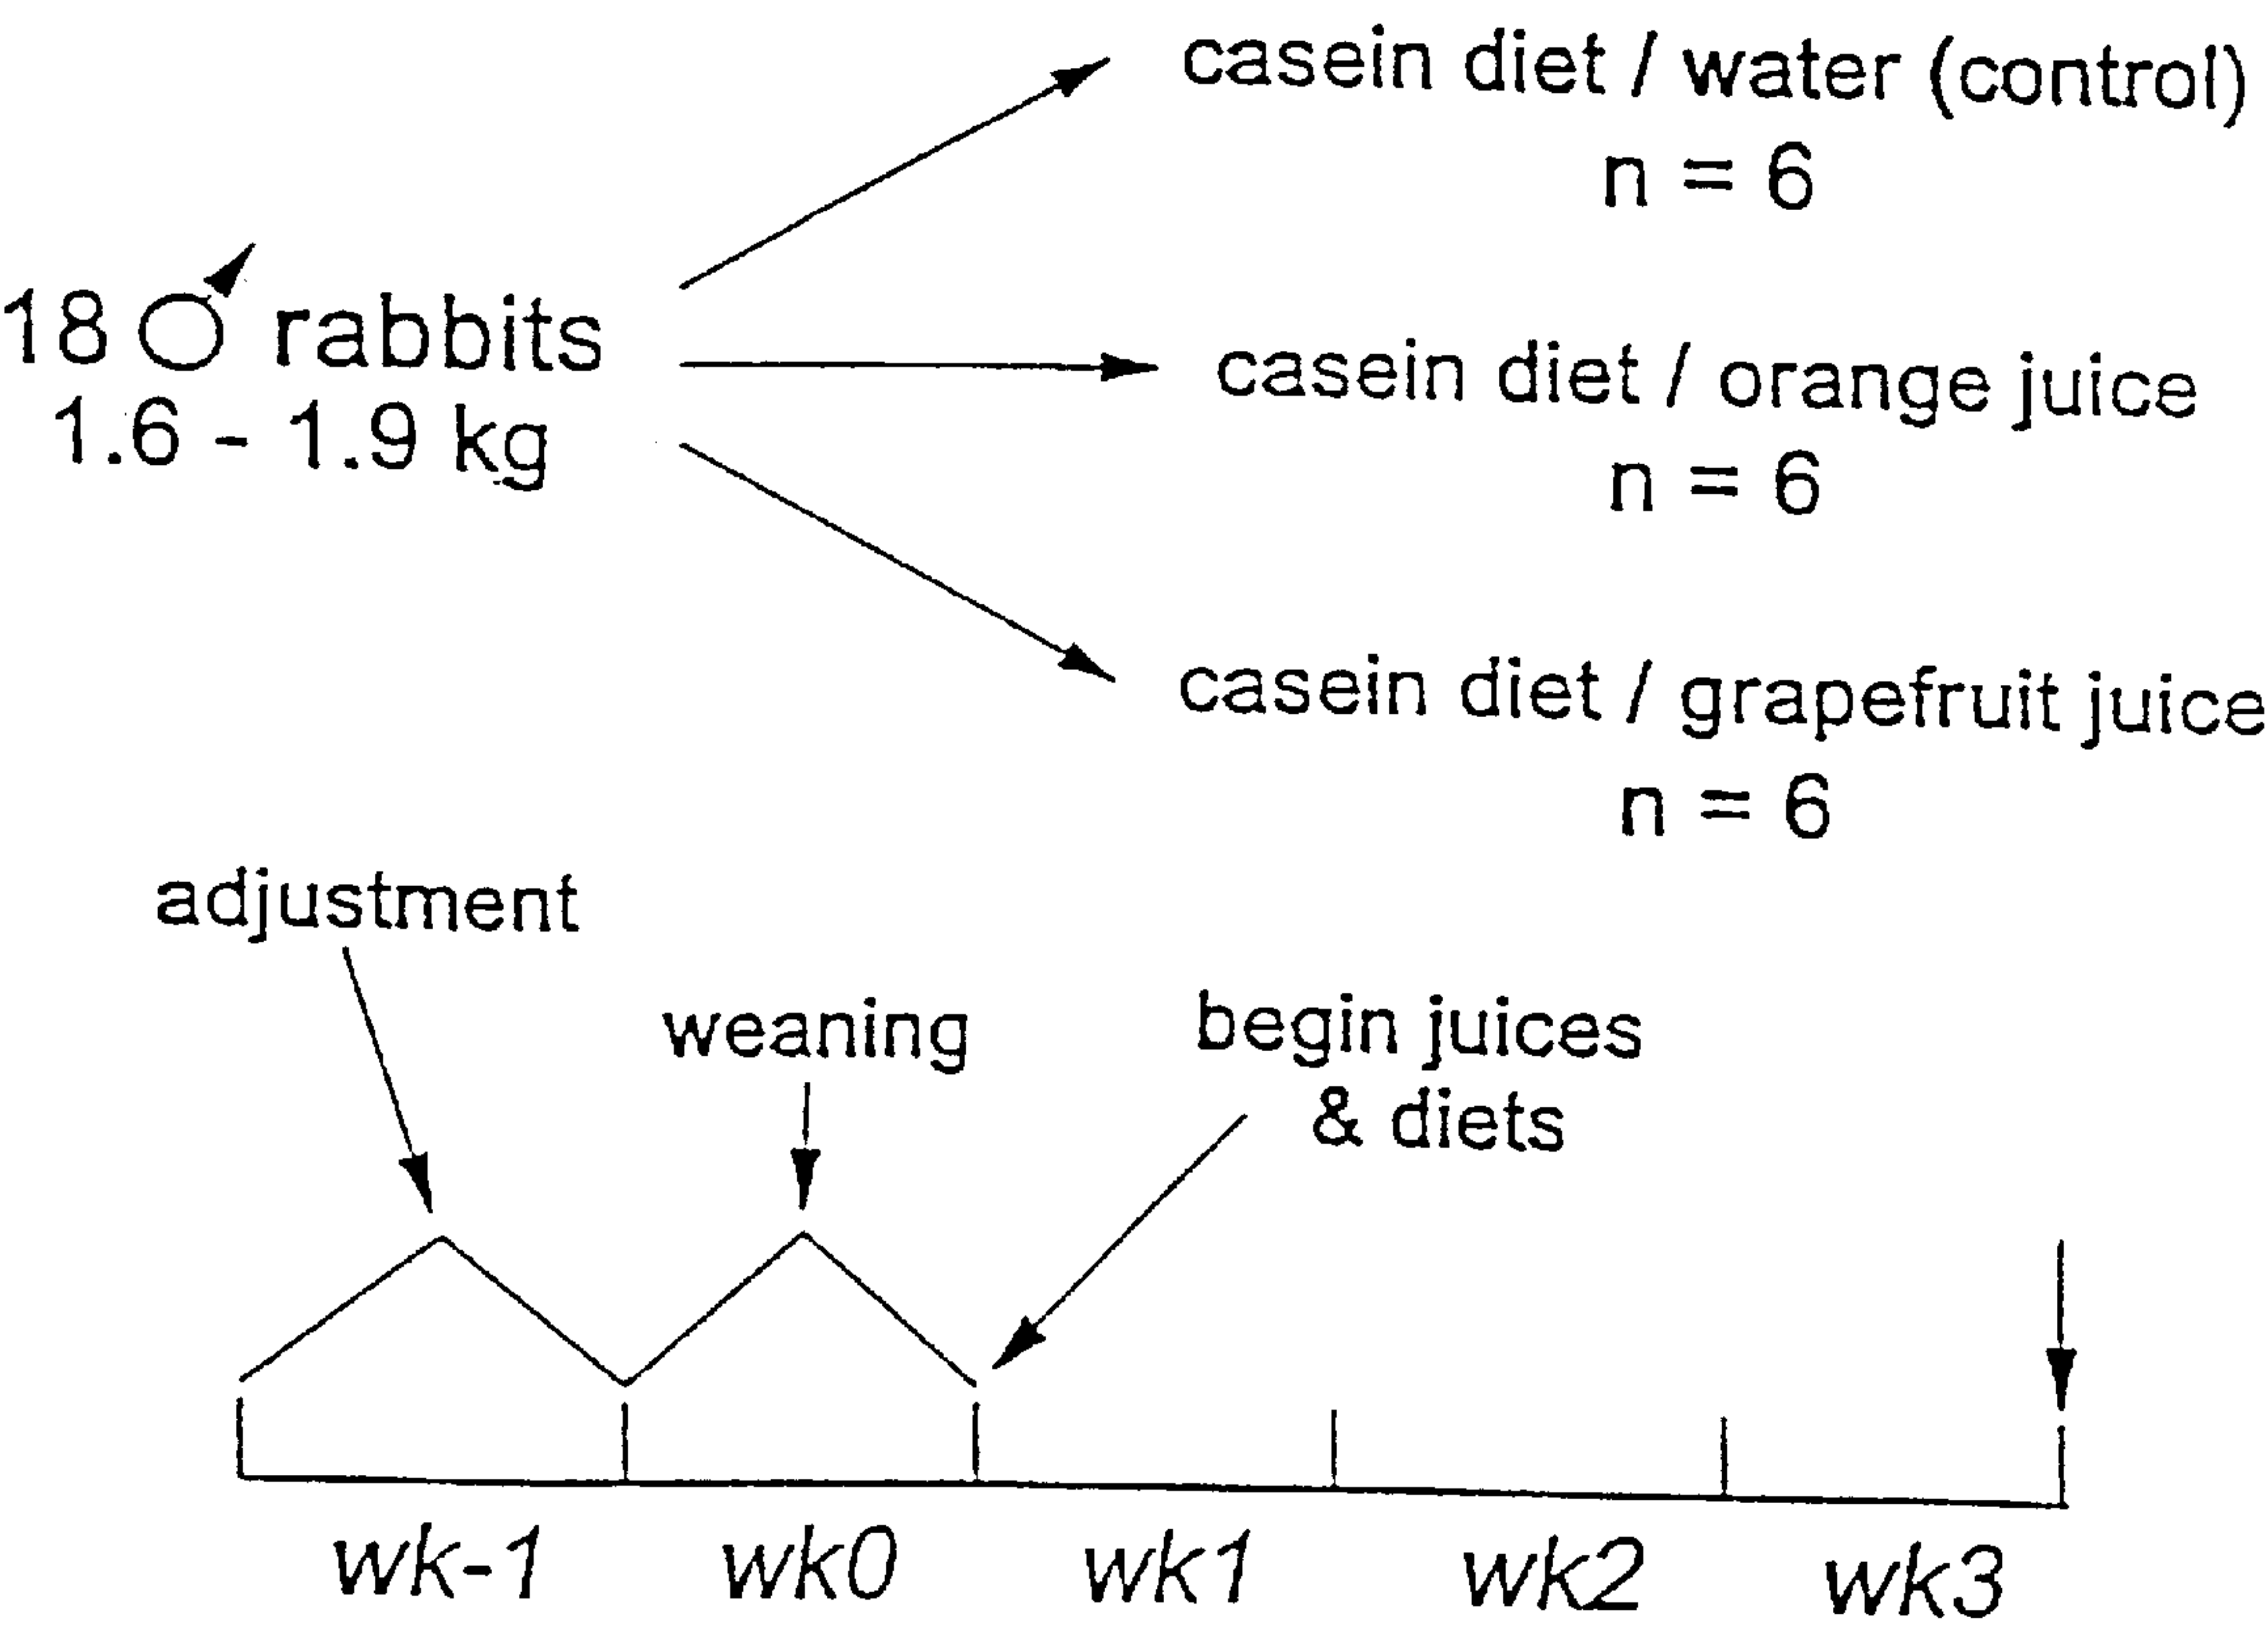 casein diet / water (control)
n = 6
18 ♂ rabbits
1.6 - 1.9 kg
casein diet / orange juice
n = 6
casein diet / grapefruit juice
n = 6
adjustment
weaning
begin juices
& diets
wk-1 wk0 wk1 wk2 wk3